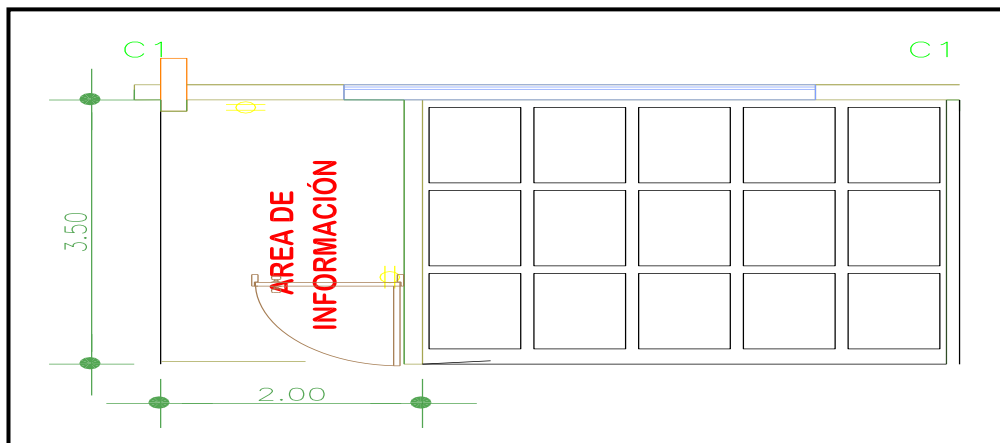 C1
C1
AREA DE
INFORMACIÓN
3.50
2.00